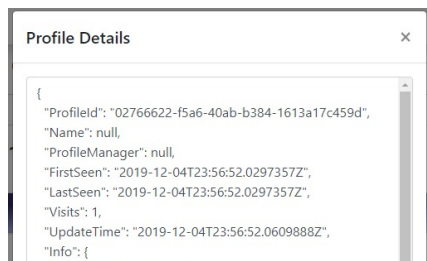 Profile Details
×
{
"ProfileId": "02766622-f5a6-40ab-b384-1613a17c459d",
"Name": null,
"ProfileManager": null,
"FirstSeen": "2019-12-04T23:56:52.0297357Z",
"LastSeen": "2019-12-04T23:56:52.0297357Z",
"Visits": 1,
"UpdateTime": "2019-12-04T23:56:52.0609888Z",
"Info": {